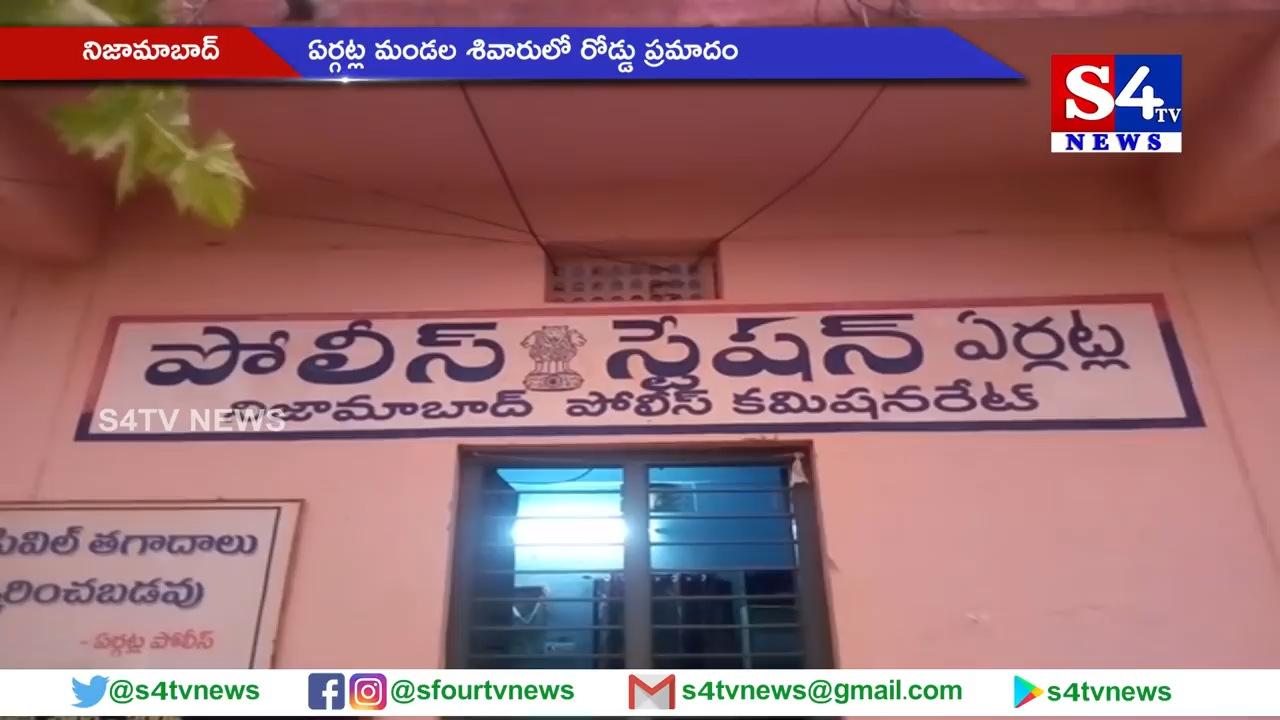 నిజామాబాద్
ఏర్గట్ల మండల శివారులో రోడ్డు ప్రమాదం
S4
TV
NEWS
పోలీస్ స్టేషన్ ఏర్గట్ల
నిజామాబాద్ పోలీస్ కమిషనరేట్
S4TV NEWS
తగాదాలు
- ఏర్గట్ల పోలీస్
@s4tvnews
@sfourtvnews
s4tvnews@gmail.com
s4tvnews